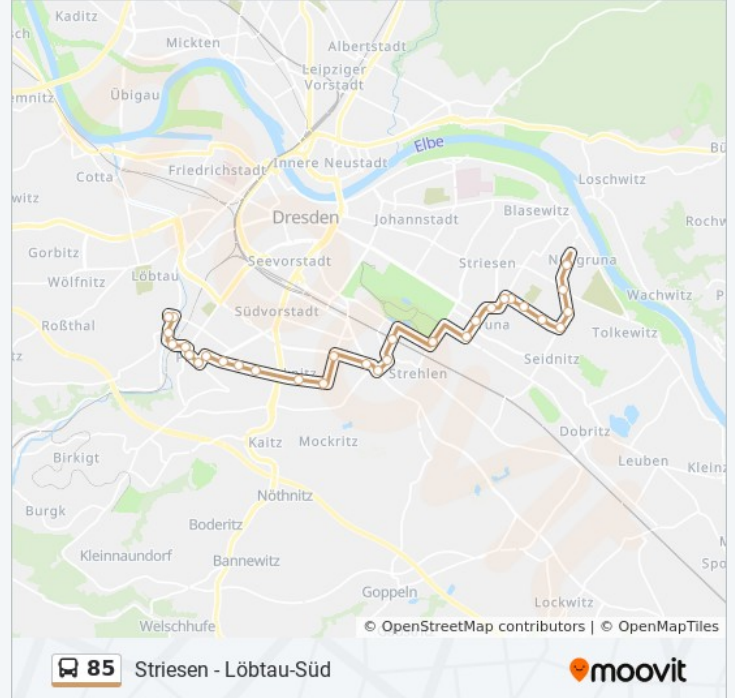 Kaditz
Mickten
Albertstadt
Leipziger
Vorstadt
Übigau
Elbe
Innere Neustadt
Friedrichstadt
Cotta
Loschwitz
Blasewitz
Dresden
Johannstadt
Gorbitz
Seevorstadt
Striesen
Löbtau
Wölfnitz
Wachwitz
Südvorstadt
Roßthal
Tolkewitz
Seidnitz
Strehlen
Dobritz
Kaitz
Mockritz
Birkigt
Leuben
Nöthnitz
Burgk
Boderitz
Kleinnaundorf
Bannewitz
Goppeln
Lockwitz
Welschhufe
© OpenStreetMap contributors | © OpenMapTiles
85 Striesen - Löbtau-Süd
moovit